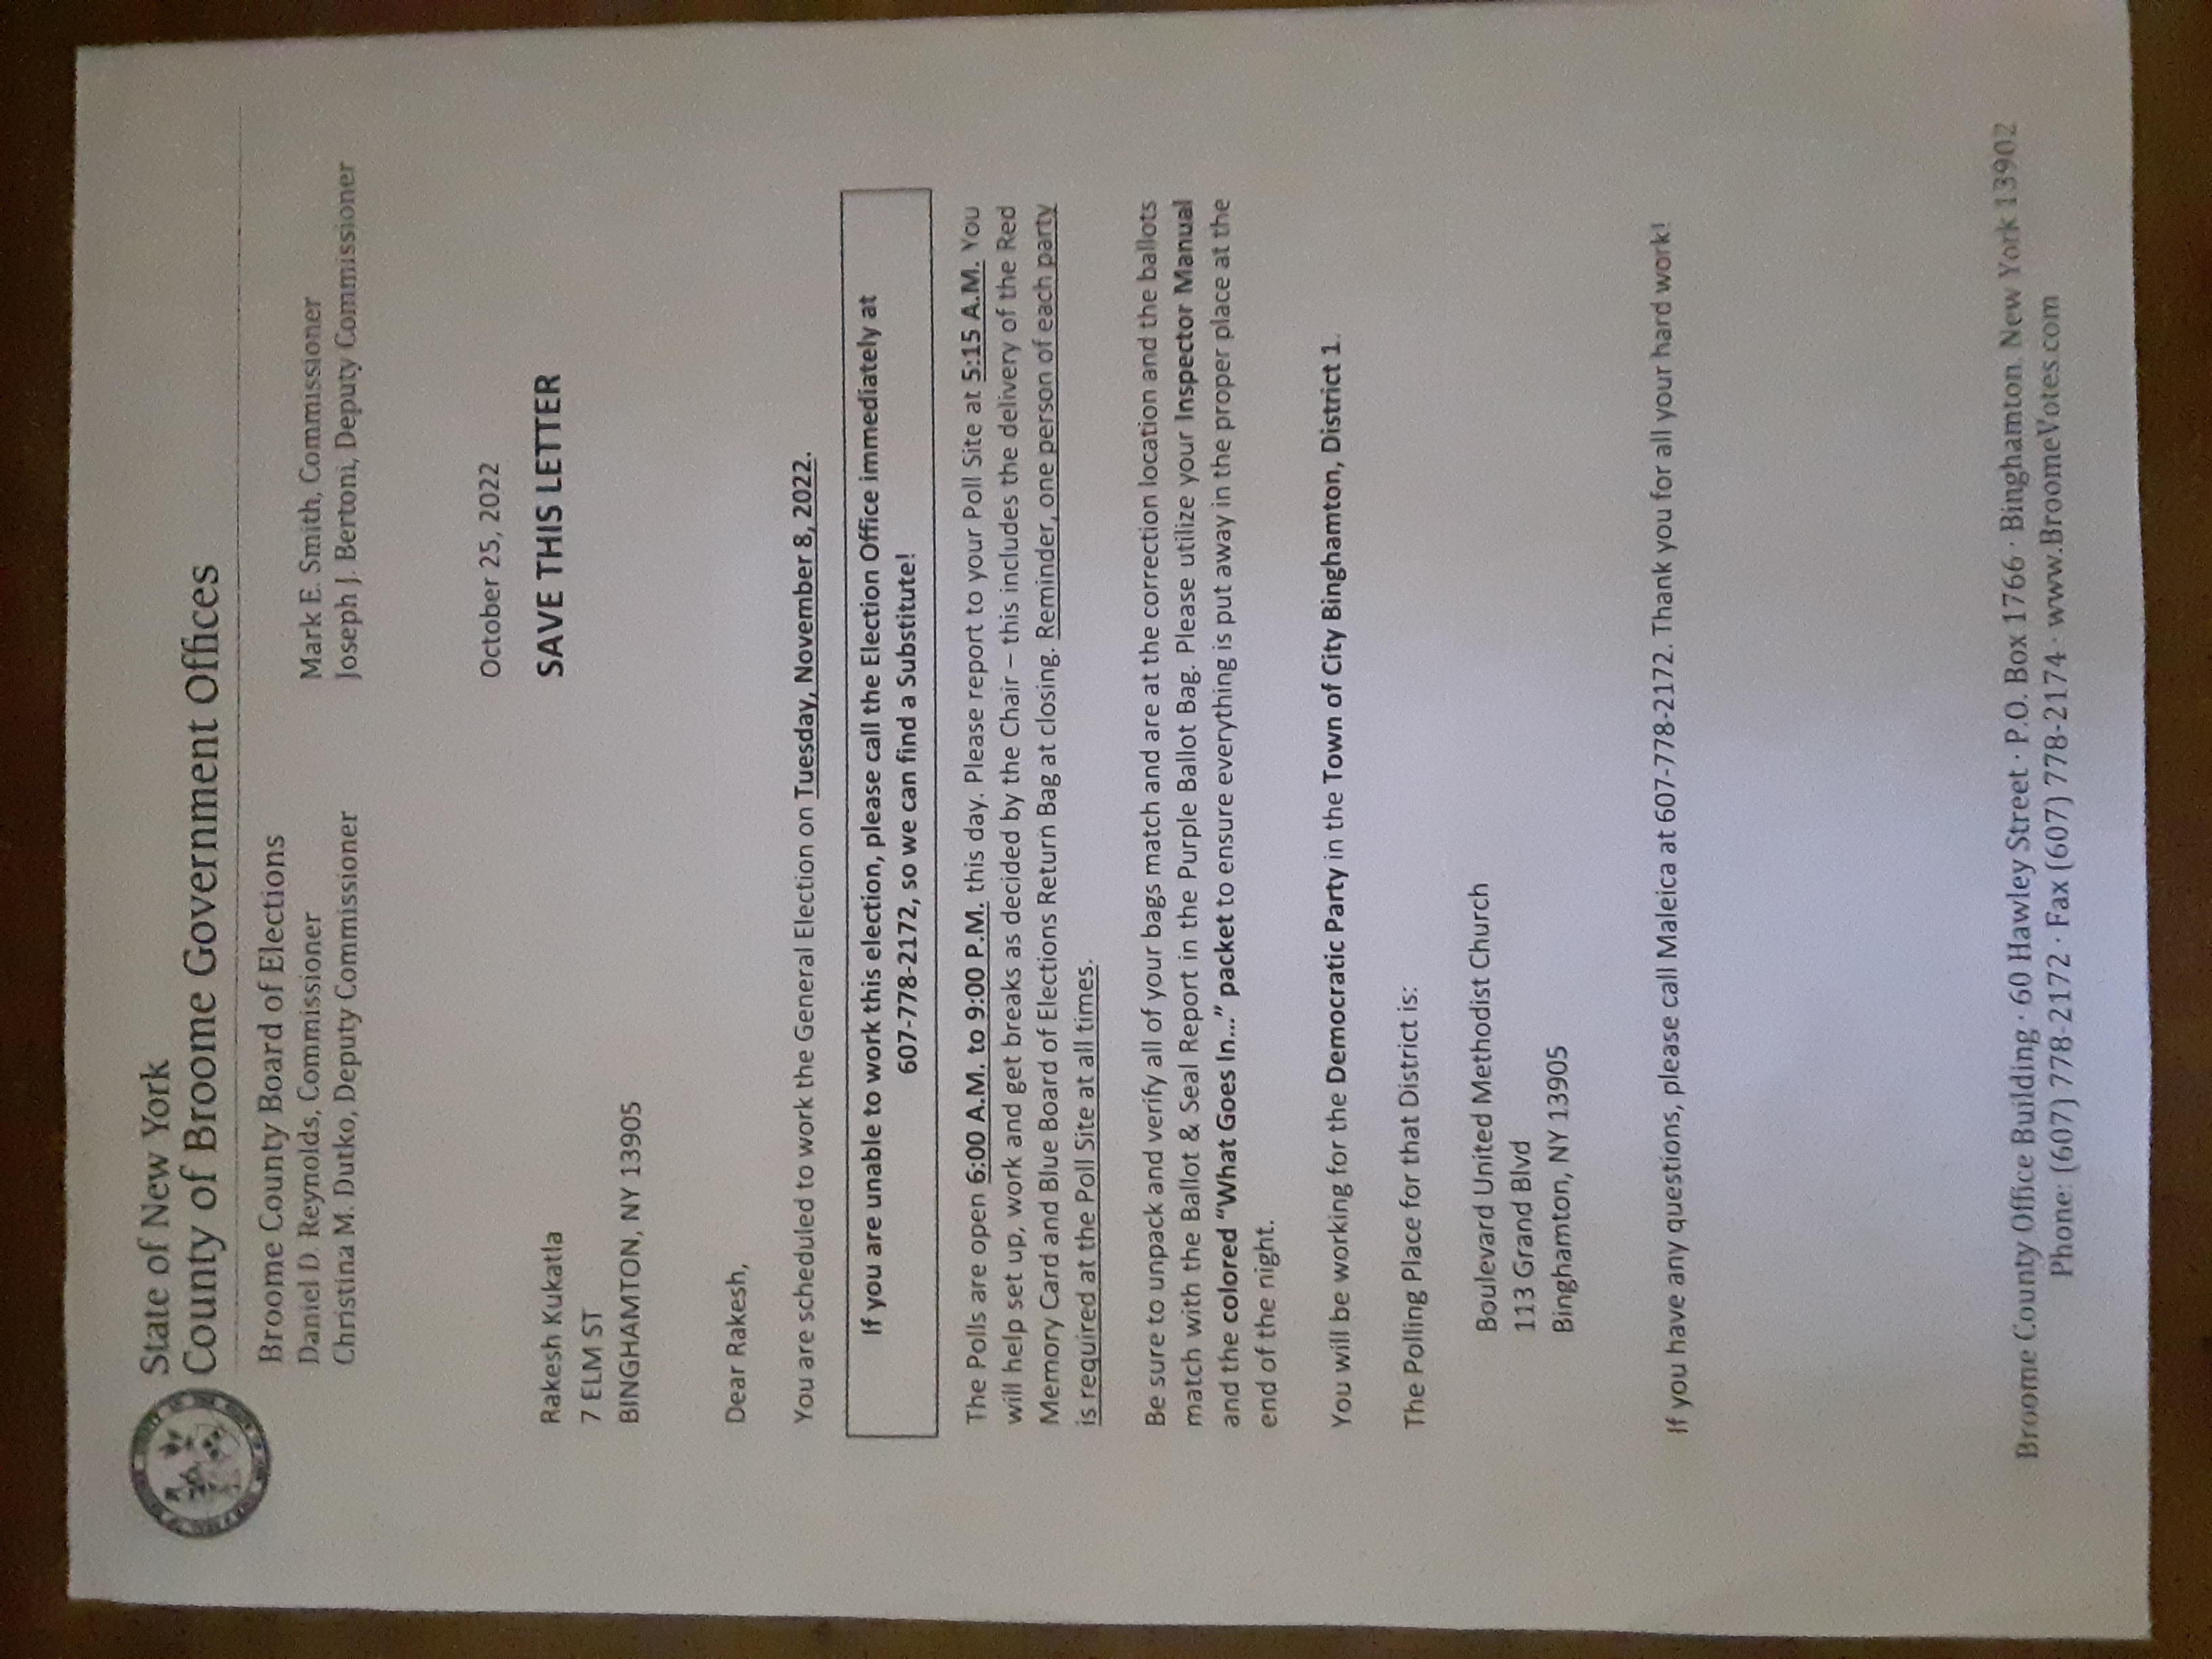 State of New York
County of Broome Government Offices
Broome County Board of Elections
Daniel D. Reynolds, Commissioner
Christina M. Dutko, Deputy Commissioner
Mark E. Smith, Commissioner
Joseph J. Bertoni, Deputy Commissioner
October 25, 2022
SAVE THIS LETTER
Rakesh Kukatla
7 ELM ST
BINGHAMTON, NY 13905
Dear Rakesh,
You are scheduled to work the General Election on Tuesday, November 8, 2022.
If you are unable to work this election, please call the Election Office immediately at
607-778-2172, so we can find a Substitute!
The Polls are open 6:00 A.M. to 9:00 P.M. this day. Please report to your Poll Site at 5:15 A.M. You
will help set up, work and get breaks as decided by the Chair – this includes the delivery of the Red
Memory Card and Blue Board of Elections Return Bag at closing. Reminder, one person of each party
is required at the Poll Site at all times.
Be sure to unpack and verify all of your bags match and are at the correction location and the ballots
match with the Ballot & Seal Report in the Purple Ballot Bag. Please utilize your Inspector Manual
and the colored “What Goes In...” packet to ensure everything is put away in the proper place at the
end of the night.
You will be working for the Democratic Party in the Town of City Binghamton, District 1.
The Polling Place for that District is:
Boulevard United Methodist Church
113 Grand Blvd
Binghamton, NY 13905
If you have any questions, please call Maleica at 607-778-2172. Thank you for all your hard work!
Broome County Office Building · 60 Hawley Street · P.O. Box 1766 · Binghamton, New York 13902
Phone: (607) 778-2172 · Fax (607) 778-2174 · www.BroomeVotes.com